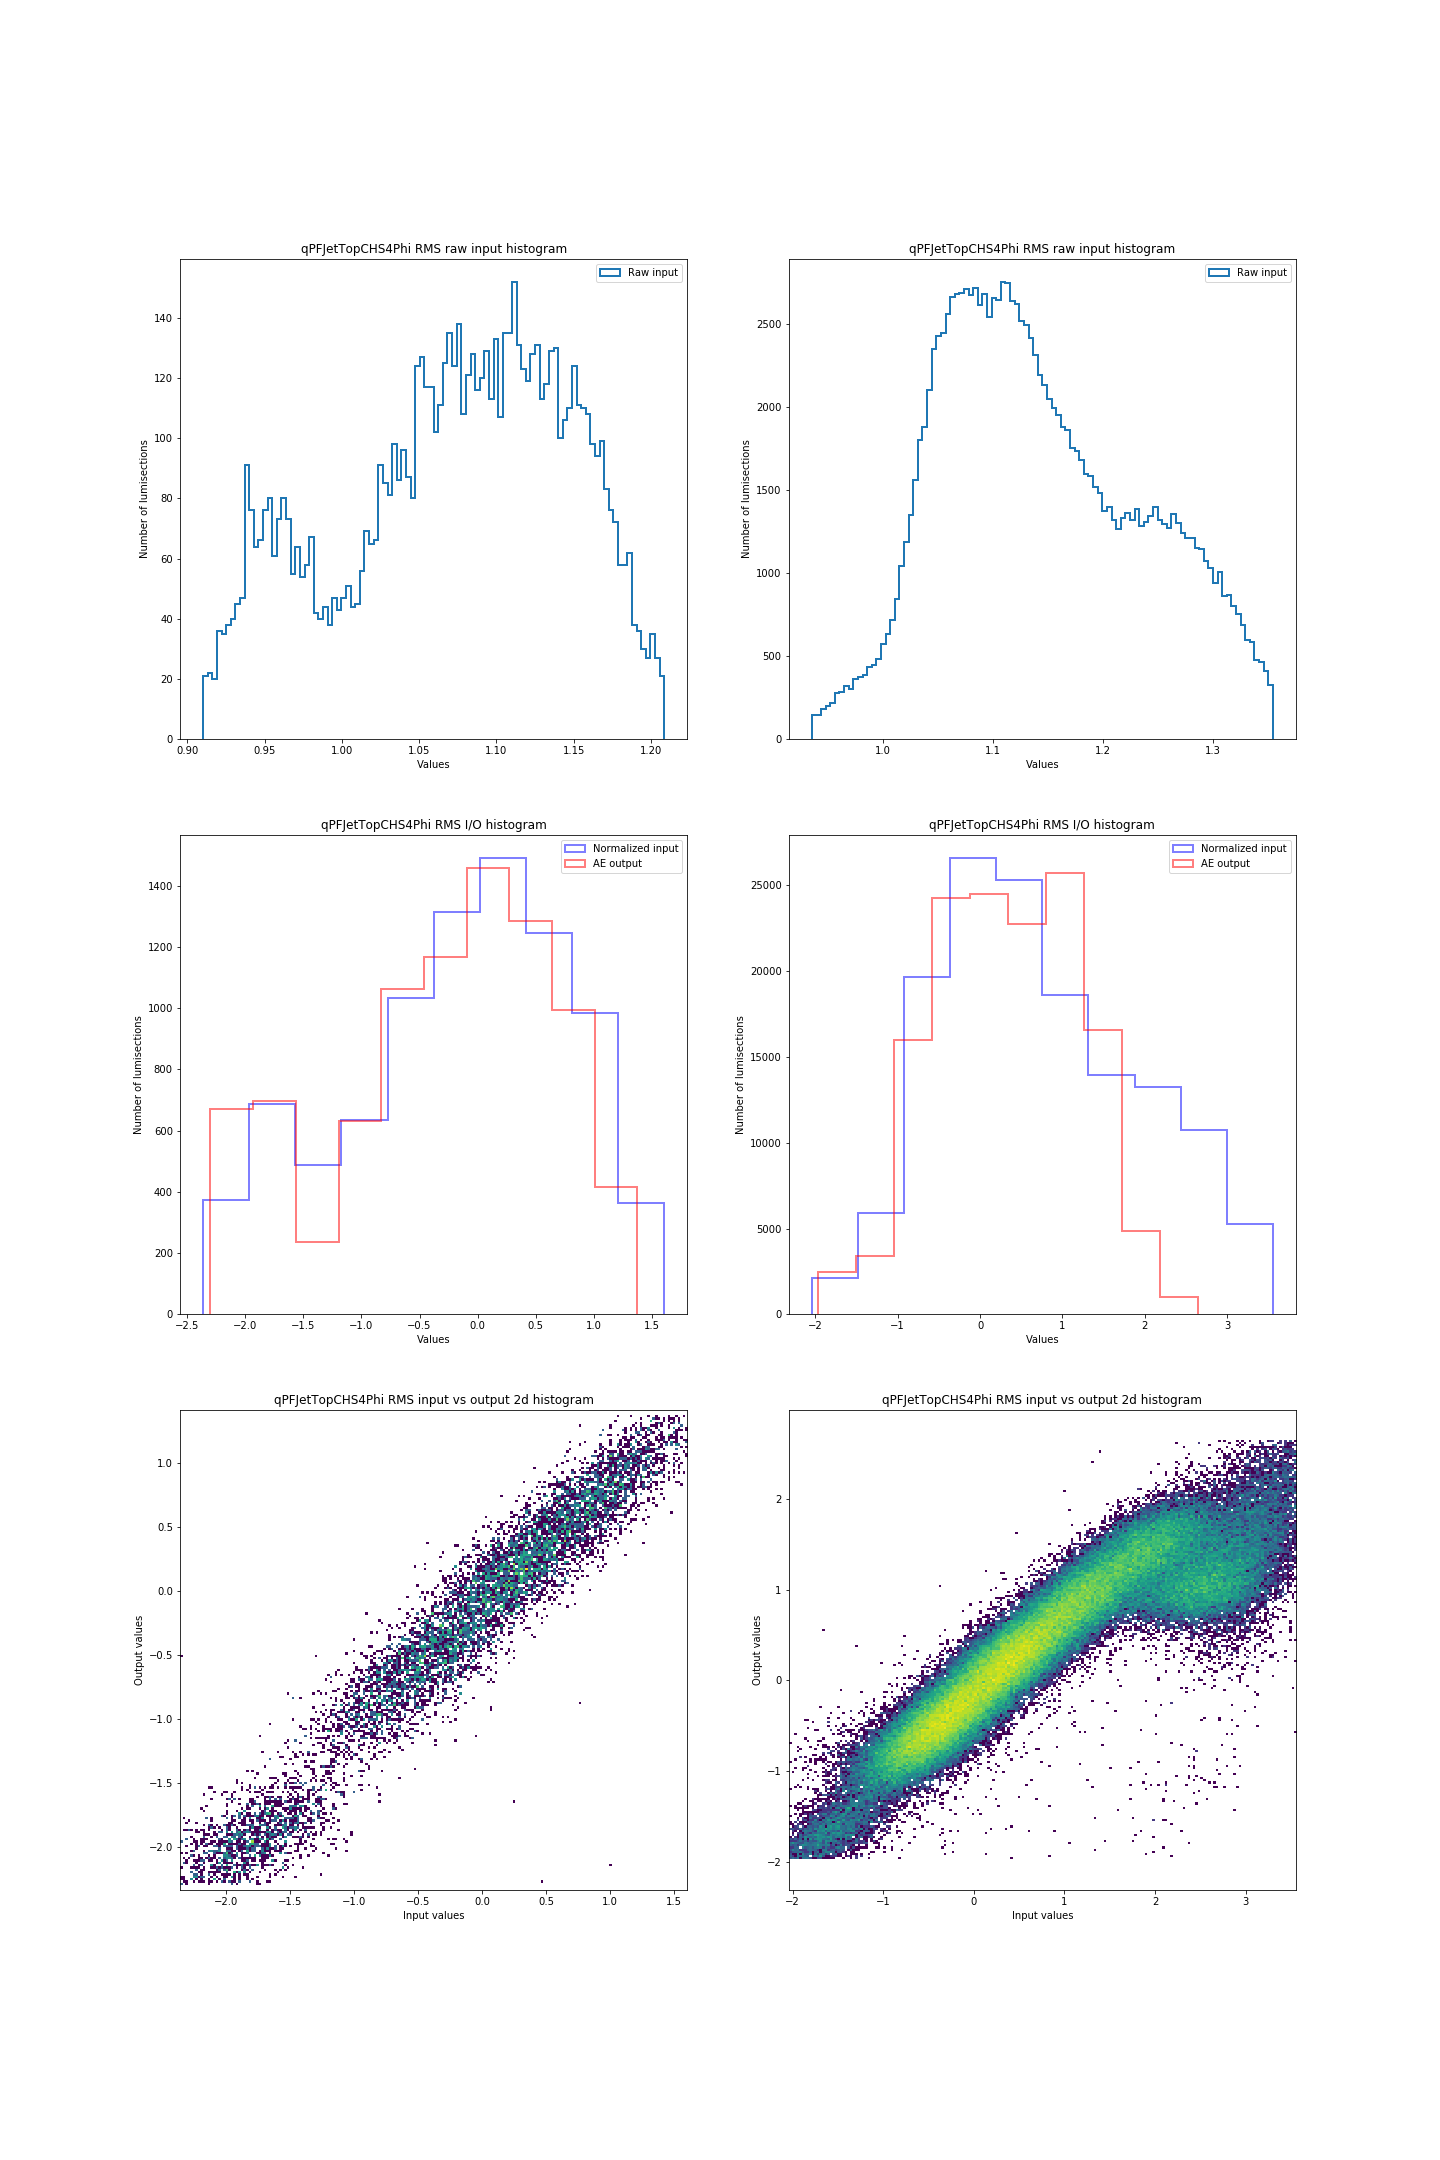 qPFJetTopCHS4Phi RMS raw input histogram
Raw input
Number of lumisections
140
120
100
80
60
40
20
0
0.90 0.95 1.00 1.05 1.10 1.15 1.20
Values
qPFJetTopCHS4Phi RMS raw input histogram
Raw input
Number of lumisections
2500
2000
1500
1000
500
0
1.0 1.1 1.2 1.3
Values
qPFJetTopCHS4Phi RMS I/O histogram
Normalized input
AE output
Number of lumisections
1400
1200
1000
800
600
400
200
0
−2.5 −2.0 −1.5 −1.0 −0.5 0.0 0.5 1.0 1.5
Values
qPFJetTopCHS4Phi RMS I/O histogram
Normalized input
AE output
Number of lumisections
25000
20000
15000
10000
5000
0
−2 −1 0 1 2 3
Values
qPFJetTopCHS4Phi RMS input vs output 2d histogram
Output values
1.0
0.5
0.0
−0.5
−1.0
−1.5
−2.0
−2.0 −1.5 −1.0 −0.5 0.0 0.5 1.0 1.5
Input values
qPFJetTopCHS4Phi RMS input vs output 2d histogram
Output values
2
1
0
−1
−2
−2 −1 0 1 2 3
Input values